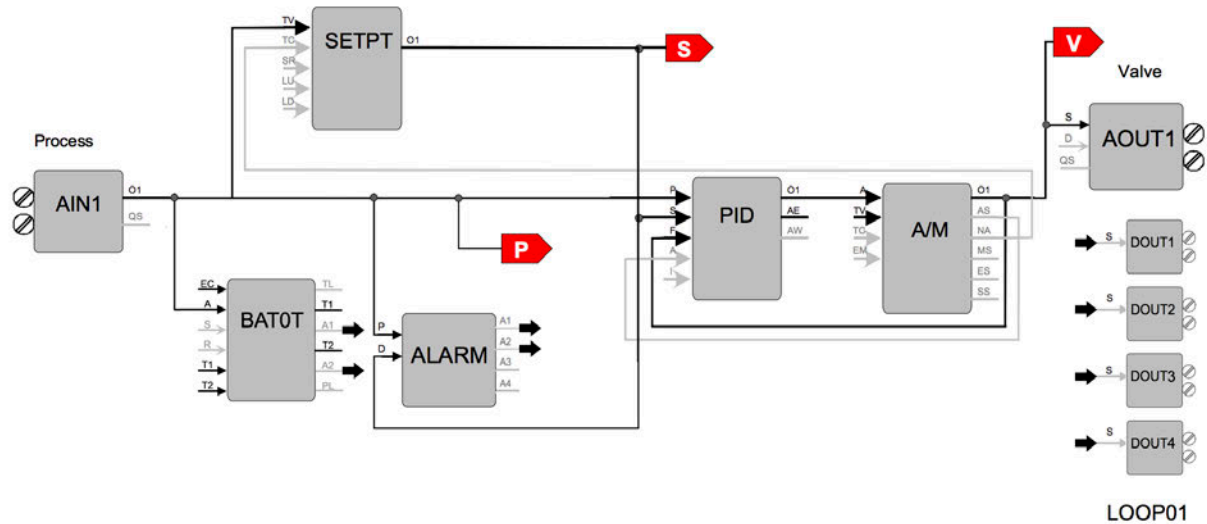 TV
TC
SR
LU
LD
SETPT
O1
S
V
Valve
S
D
QS
AOUT1
Process
AIN1
O1
QS
P
P
S
F
A
I
PID
O1
AE
AW
A
TV
TC
EM
A/M
O1
AS
NA
MS
ES
SS
EC
A
S
R
T1
T2
BAT0T
TL
T1
A1
T2
A2
PL
P
D
ALARM
A1
A2
A3
A4
S
DOUT1
S
DOUT2
S
DOUT3
S
DOUT4
LOOP01